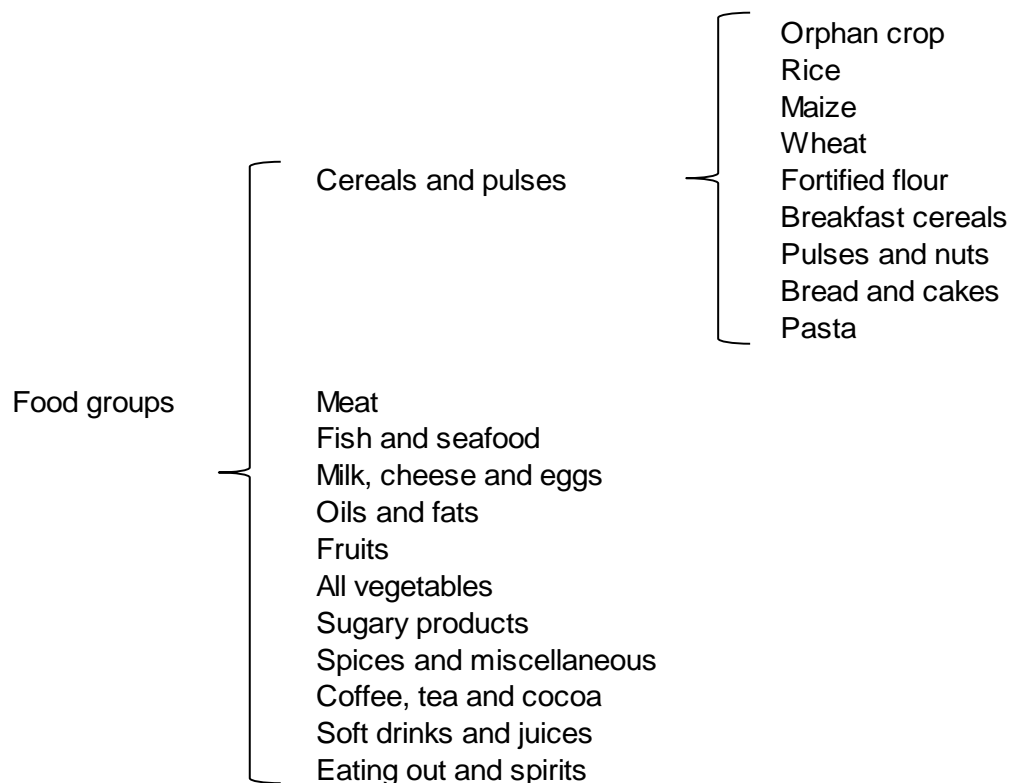 Orphan crop
Rice
Maize
Wheat
Cereals and pulses
Fortified flour
Breakfast cereals
Pulses and nuts
Bread and cakes
Pasta
Food groups
Meat
Fish and seafood
Milk, cheese and eggs
Oils and fats
Fruits
All vegetables
Sugary products
Spices and miscellaneous
Coffee, tea and cocoa
Soft drinks and juices
Eating out and spirits